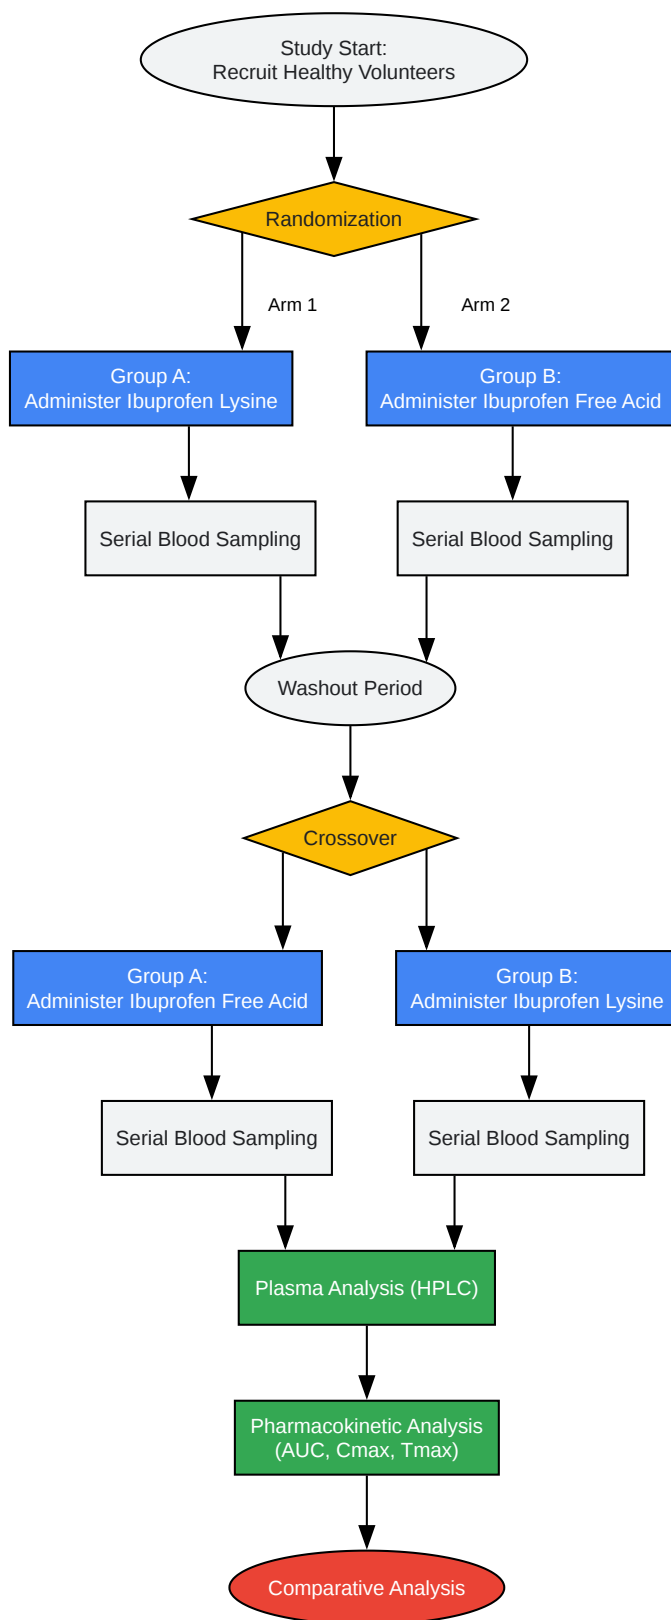 Study Start:
Recruit Healthy Volunteers
Randomization
Arm 1
Arm 2
Group A:
Administer Ibuprofen Lysine
Group B:
Administer Ibuprofen Free Acid
Serial Blood Sampling
Serial Blood Sampling
Washout Period
Crossover
Group A:
Administer Ibuprofen Free Acid
Group B:
Administer Ibuprofen Lysine
Serial Blood Sampling
Serial Blood Sampling
Plasma Analysis (HPLC)
Pharmacokinetic Analysis
(AUC, Cmax, Tmax)
Comparative Analysis